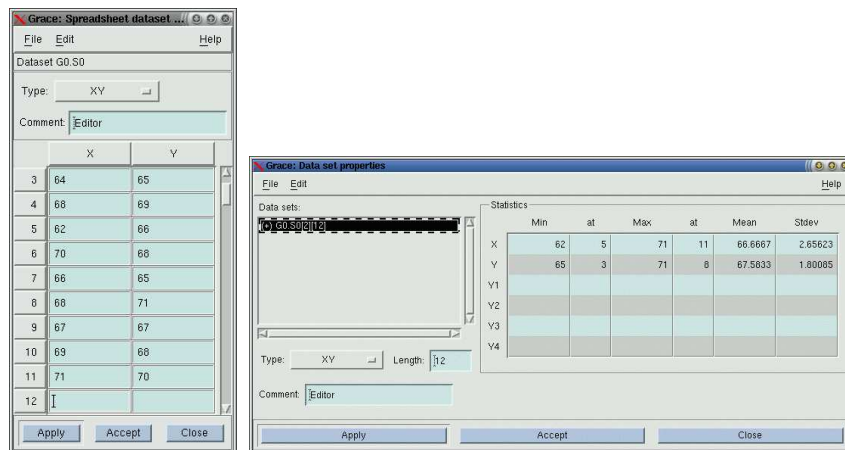 Grace: Spreadsheet dataset ...
File Edit Help
Dataset G0.S0
Type: XY
Comment: Editor
X Y
3 64 65
4 68 69
5 62 66
6 70 68
7 66 65
8 68 71
9 67 67
10 69 68
11 71 70
12
Apply Accept Close
Grace: Data set properties
File Edit Help
Data sets:
(+) G0.S0[2][12]
Type: XY Length: 12
Comment: Editor
Statistics
Min at Max at Mean Stdev
X 62 5 71 11 66.6667 2.65623
Y 65 3 71 8 67.5833 1.80085
Y1
Y2
Y3
Y4
Apply Accept Close